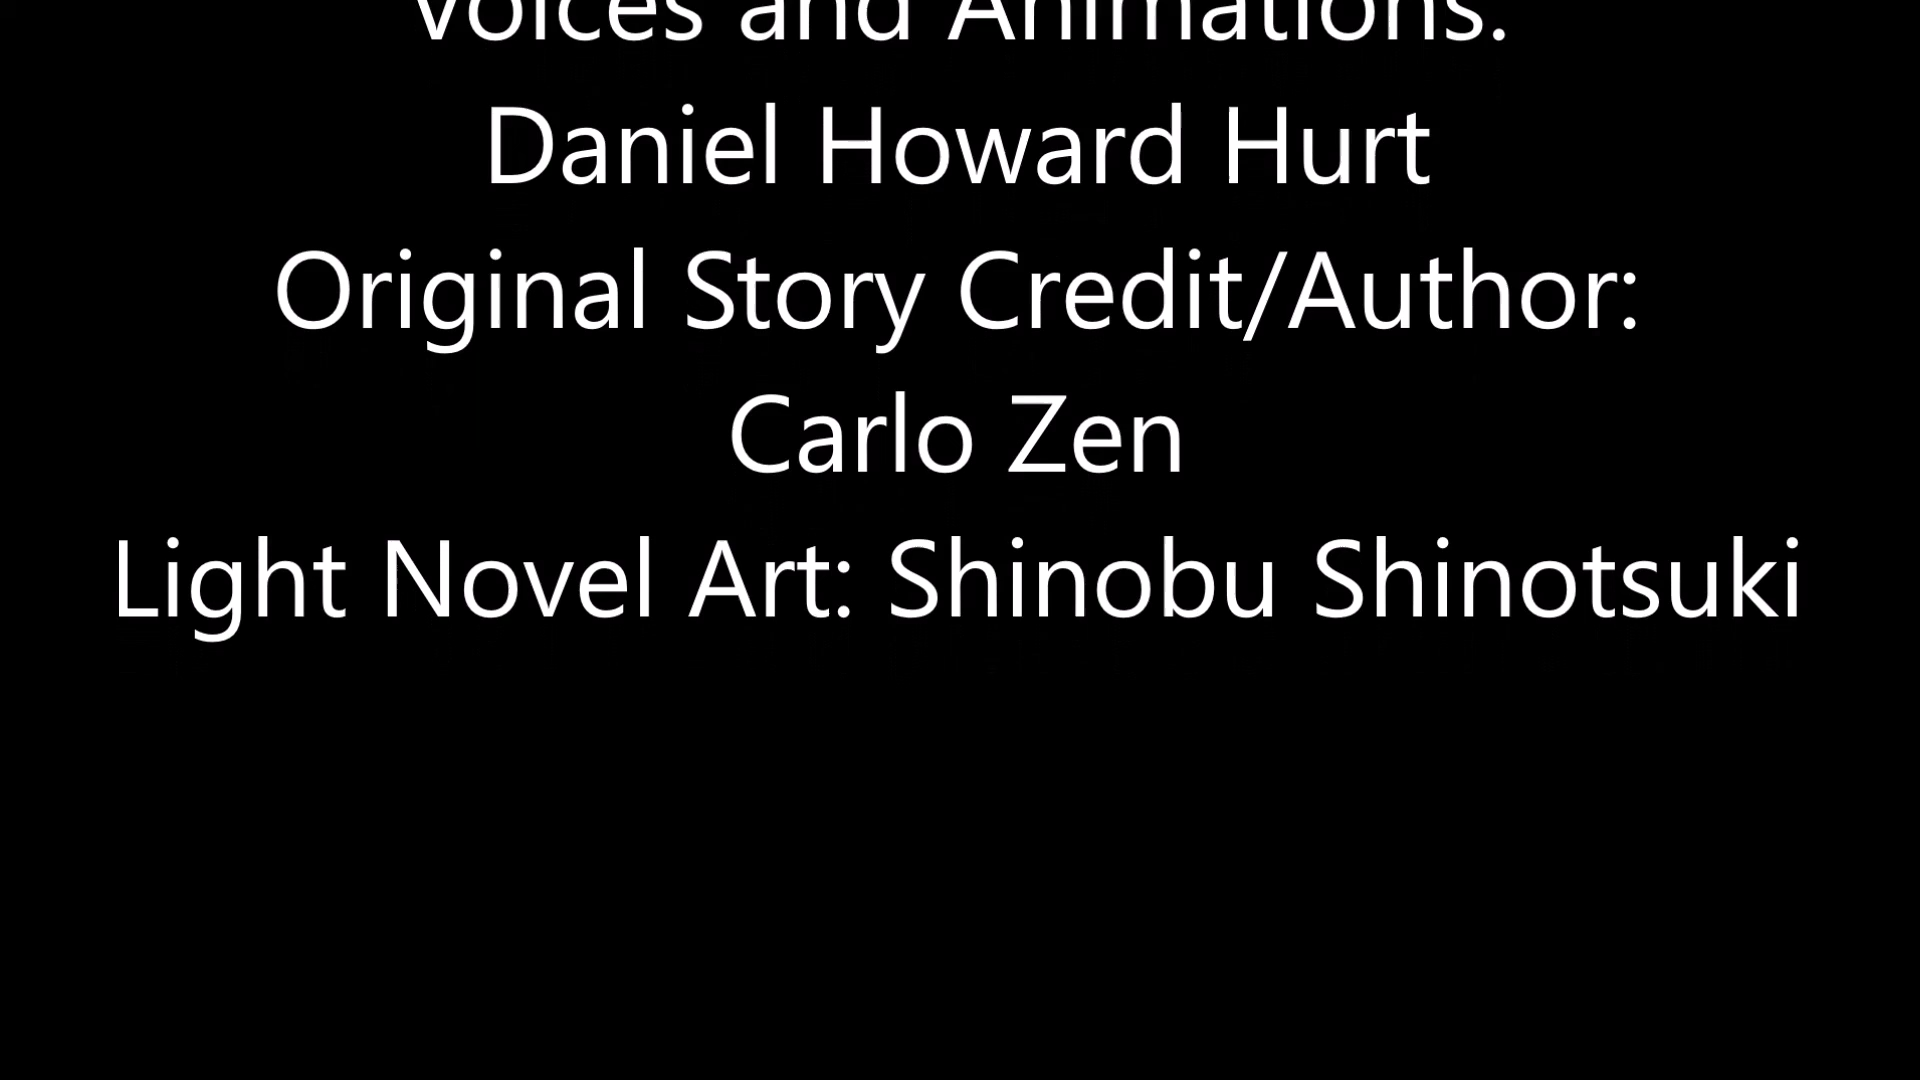 Voices and Animations.
Daniel Howard Hurt
Original Story Credit/Author:
Carlo Zen
Light Novel Art: Shinobu Shinotsuki